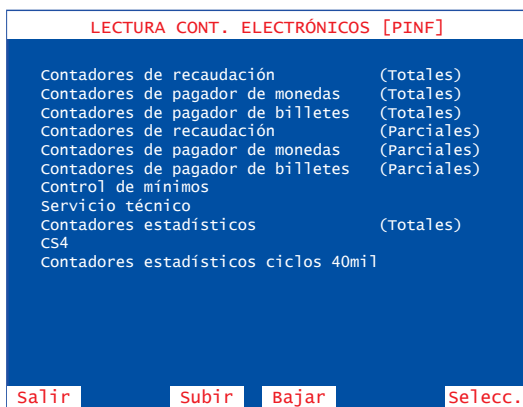 LECTURA CONT. ELECTRÓNICOS [PINF]
Contadores de recaudación (Totales)
Contadores de pagador de monedas (Totales)
Contadores de pagador de billetes (Totales)
Contadores de recaudación (Parciales)
Contadores de pagador de monedas (Parciales)
Contadores de pagador de billetes (Parciales)
Control de mínimos
Servicio técnico
Contadores estadísticos (Totales)
CS4
Contadores estadísticos ciclos 40mil
Salir Subir Bajar Selecc.